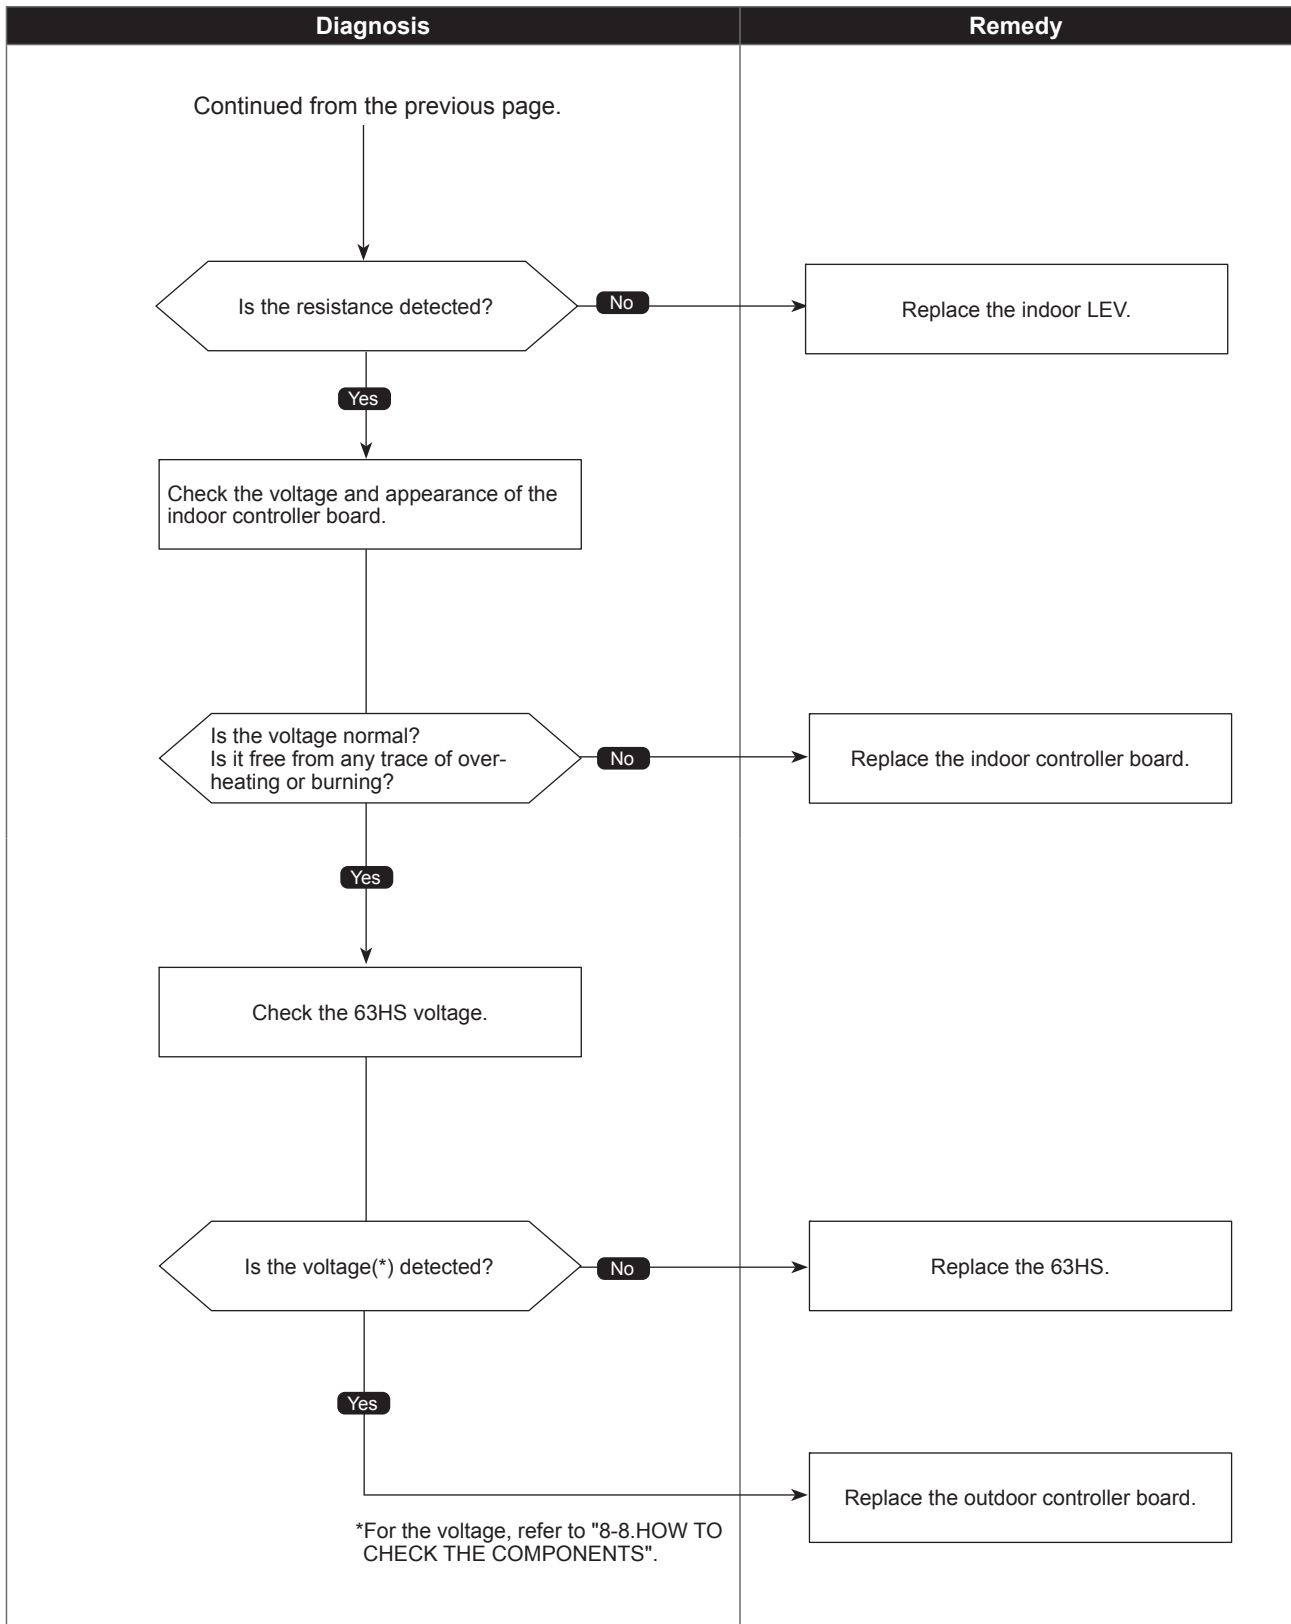 Diagnosis
Remedy
Continued from the previous page.
Is the resistance detected?
No
Replace the indoor LEV.
Yes
Check the voltage and appearance of the
indoor controller board.
Is the voltage normal?
Is it free from any trace of over-
heating or burning?
No
Replace the indoor controller board.
Yes
Check the 63HS voltage.
Is the voltage(*) detected?
No
Replace the 63HS.
Yes
Replace the outdoor controller board.
*For the voltage, refer to "8-8.HOW TO
CHECK THE COMPONENTS".